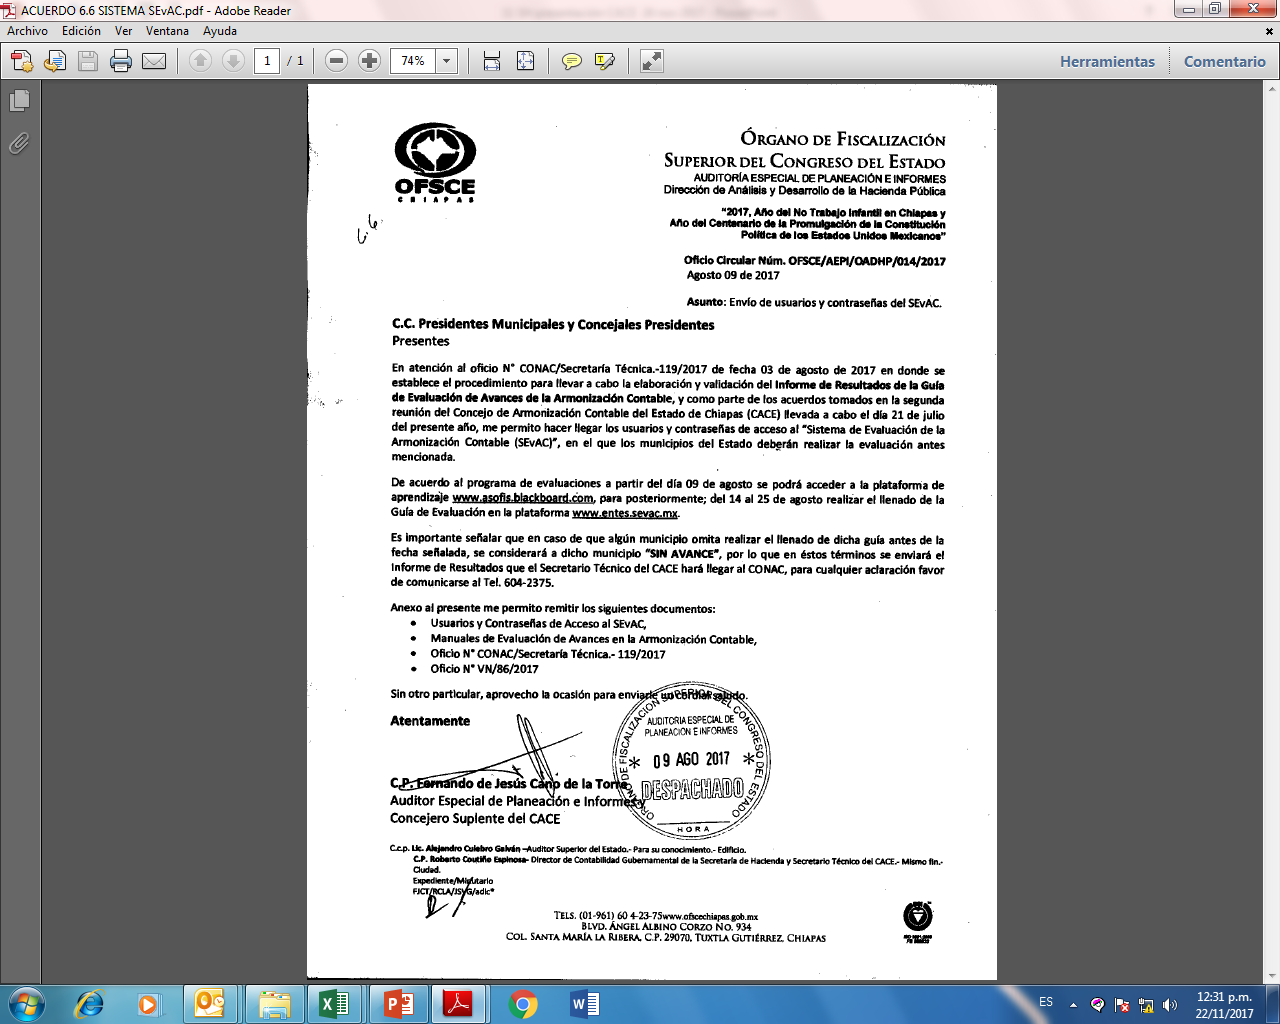 ACUERDO 6.6 SISTEMA SEvAC.pdf - Adobe Reader
Archivo Edición Ver Ventana Ayuda
1 / 1 74% Herramientas Comentario
OFSCE
CHIAPAS
6.6
ÓRGANO DE FISCALIZACIÓN
SUPERIOR DEL CONGRESO DEL ESTADO
AUDITORÍA ESPECIAL DE PLANEACIÓN E INFORMES
Dirección de Análisis y Desarrollo de la Hacienda Pública
"2017, Año del No Trabajo Infantil en Chiapas y
Año del Centenario de la Promulgación de la Constitución
Política de los Estados Unidos Mexicanos"
Oficio Circular Núm. OFSCE/AEPI/OADHP/014/2017
Agosto 09 de 2017
Asunto: Envío de usuarios y contraseñas del SEvAC.
C.C. Presidentes Municipales y Concejales Presidentes
Presentes
En atención al oficio N° CONAC/Secretaría Técnica.-119/2017 de fecha 03 de agosto de 2017 en donde se
establece el procedimiento para llevar a cabo la elaboración y validación del Informe de Resultados de la Guía
de Evaluación de Avances de la Armonización Contable, y como parte de los acuerdos tomados en la segunda
reunión del Concejo de Armonización Contable del Estado de Chiapas (CACE) llevada a cabo el día 21 de julio
del presente año, me permito hacer llegar los usuarios y contraseñas de acceso al "Sistema de Evaluación de la
Armonización Contable (SEvAC)", en el que los municipios del Estado deberán realizar la evaluación antes
mencionada.
De acuerdo al programa de evaluaciones a partir del día 09 de agosto se podrá acceder a la plataforma de
aprendizaje www.asofis.blackboard.com, para posteriormente; del 14 al 25 de agosto realizar el llenado de la
Guía de Evaluación en la plataforma www.entes.sevac.mx.
Es importante señalar que en caso de que algún municipio omita realizar el llenado de dicha guía antes de la
fecha señalada, se considerará a dicho municipio "SIN AVANCE", por lo que en éstos términos se enviará el
Informe de Resultados que el Secretario Técnico del CACE hará llegar al CONAC, para cualquier aclaración favor
de comunicarse al Tel. 604-2375.
Anexo al presente me permito remitir los siguientes documentos:
• Usuarios y Contraseñas de Acceso al SEvAC,
• Manuales de Evaluación de Avances en la Armonización Contable,
• Oficio N° CONAC/Secretaría Técnica.- 119/2017
• Oficio N° VN/86/2017
Sin otro particular, aprovecho la ocasión para enviarle un cordial saludo.
Atentamente
ORGANO DE FISCALIZACION SUPERIOR DEL CONGRESO DEL ESTADO
AUDITORIA ESPECIAL DE
PLANEACION E INFORMES
* 09 AGO 2017 *
DESPACHADO
HORA
C.P. Fernando de Jesús Cano de la Torre
Auditor Especial de Planeación e Informes y
Concejero Suplente del CACE
C.c.p. Lic. Alejandro Culebro Galván –Auditor Superior del Estado.- Para su conocimiento.- Edificio.
C.P. Roberto Coutiño Espinosa- Director de Contabilidad Gubernamental de la Secretaría de Hacienda y Secretario Técnico del CACE.- Mismo fin.-
Ciudad.
Expediente/Minutario
FJCT/RCLA/JSVG/adlc*
TELS. (01-961) 60 4-23-75www.ofscechiapas.gob.mx
BLVD. ÁNGEL ALBINO CORZO NO. 934
COL. SANTA MARÍA LA RIBERA, C.P. 29070, TUXTLA GUTIÉRREZ, CHIAPAS
ES 12:31 p.m.
22/11/2017